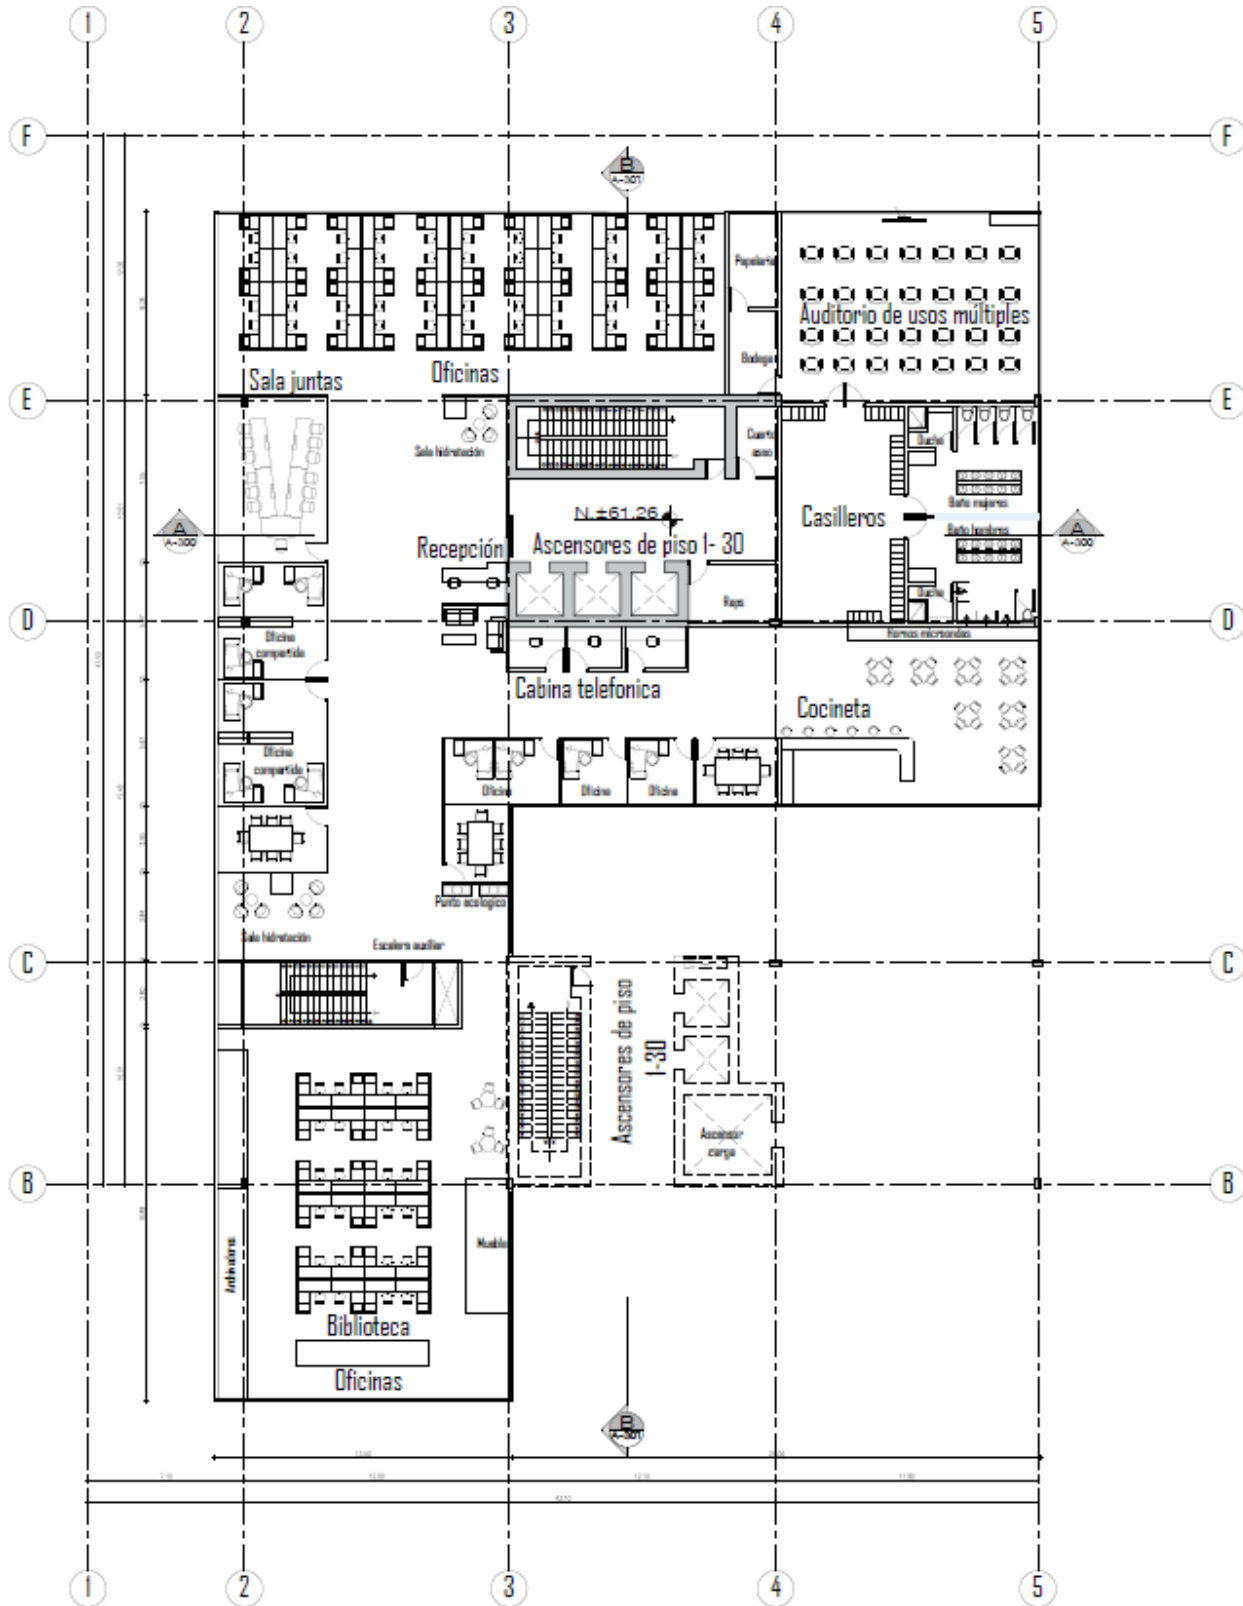 1 2 3 4 5
F F
B
A-301
Papelería
Auditorio de usos múltiples
Bodega
Sala juntas
Oficinas
E E
Sala hidratación
Cuarto aseo
Ducha
Baño mujeres
A
A-300
N.±61.26
Casilleros
Baño hombres
A
A-300
Recepción
Ascensores de piso 1- 30
Ducha
Raps
D D
Hornos microondas
Oficina
compartida
Cabina telefonica
Cocineta
Oficina
compartida
Oficina
Oficina
Oficina
Punto ecologico
Sala hidratación
Escalera auxiliar
C C
Ascensores de piso
1-30
Ascensor
carga
B B
Archivadores
Mueble
Biblioteca
Oficinas
B
A-301
1 2 3 4 5